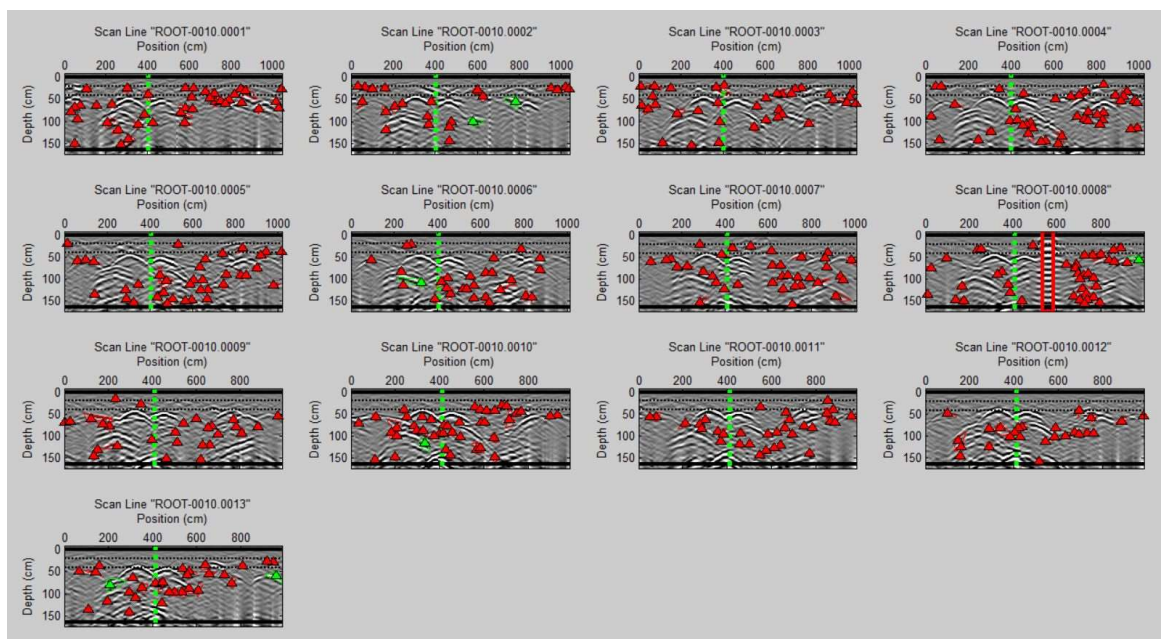 Scan Line "ROOT-0010.0001"
Position (cm)
0 200 400 600 800 1000
Depth (cm)
0
50
100
150
Scan Line "ROOT-0010.0002"
Position (cm)
0 200 400 600 800 1000
Depth (cm)
0
50
100
150
Scan Line "ROOT-0010.0003"
Position (cm)
0 200 400 600 800 1000
Depth (cm)
0
50
100
150
Scan Line "ROOT-0010.0004"
Position (cm)
0 200 400 600 800 1000
Depth (cm)
0
50
100
150
Scan Line "ROOT-0010.0005"
Position (cm)
0 200 400 600 800 1000
Depth (cm)
0
50
100
150
Scan Line "ROOT-0010.0006"
Position (cm)
0 200 400 600 800 1000
Depth (cm)
0
50
100
150
Scan Line "ROOT-0010.0007"
Position (cm)
0 200 400 600 800 1000
Depth (cm)
0
50
100
150
Scan Line "ROOT-0010.0008"
Position (cm)
0 200 400 600 800
Depth (cm)
0
50
100
150
Scan Line "ROOT-0010.0009"
Position (cm)
0 200 400 600 800
Depth (cm)
0
50
100
150
Scan Line "ROOT-0010.0010"
Position (cm)
0 200 400 600 800
Depth (cm)
0
50
100
150
Scan Line "ROOT-0010.0011"
Position (cm)
0 200 400 600 800
Depth (cm)
0
50
100
150
Scan Line "ROOT-0010.0012"
Position (cm)
0 200 400 600 800
Depth (cm)
0
50
100
150
Scan Line "ROOT-0010.0013"
Position (cm)
0 200 400 600 800
Depth (cm)
0
50
100
150